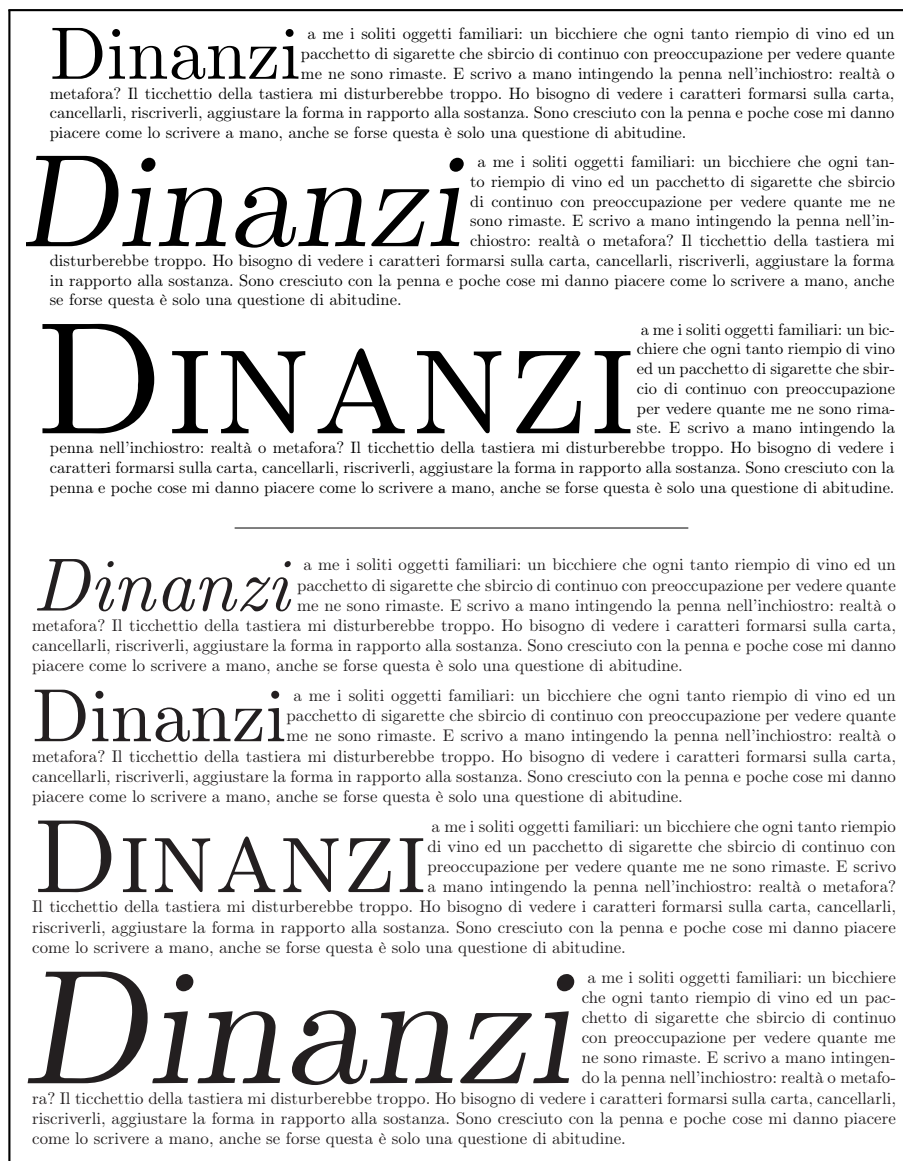 Dinanzi a me i soliti oggetti familiari: un bicchiere che ogni tanto riempio di vino ed un
pacchetto di sigarette che sbircio di continuo con preoccupazione per vedere quante
me ne sono rimaste. E scrivo a mano intingendo la penna nell'inchiostro: realtà o
metafora? Il ticchettio della tastiera mi disturberebbe troppo. Ho bisogno di vedere i caratteri formarsi sulla carta,
cancellarli, riscriverli, aggiustare la forma in rapporto alla sostanza. Sono cresciuto con la penna e poche cose mi danno
piacere come lo scrivere a mano, anche se forse questa è solo una questione di abitudine.
Dinanzi a me i soliti oggetti familiari: un bicchiere che ogni tan-
to riempio di vino ed un pacchetto di sigarette che sbircio
di continuo con preoccupazione per vedere quante me ne
sono rimaste. E scrivo a mano intingendo la penna nell'in-
chiostro: realtà o metafora? Il ticchettio della tastiera mi
disturberebbe troppo. Ho bisogno di vedere i caratteri formarsi sulla carta, cancellarli, riscriverli, aggiustare la forma
in rapporto alla sostanza. Sono cresciuto con la penna e poche cose mi danno piacere come lo scrivere a mano, anche
se forse questa è solo una questione di abitudine.
DINANZI a me i soliti oggetti familiari: un bic-
chiere che ogni tanto riempio di vino
ed un pacchetto di sigarette che sbir-
cio di continuo con preoccupazione
per vedere quante me ne sono rima-
ste. E scrivo a mano intingendo la
penna nell'inchiostro: realtà o metafora? Il ticchettio della tastiera mi disturberebbe troppo. Ho bisogno di vedere i
caratteri formarsi sulla carta, cancellarli, riscriverli, aggiustare la forma in rapporto alla sostanza. Sono cresciuto con la
penna e poche cose mi danno piacere come lo scrivere a mano, anche se forse questa è solo una questione di abitudine.
Dinanzi a me i soliti oggetti familiari: un bicchiere che ogni tanto riempio di vino ed un
pacchetto di sigarette che sbircio di continuo con preoccupazione per vedere quante
me ne sono rimaste. E scrivo a mano intingendo la penna nell'inchiostro: realtà o
metafora? Il ticchettio della tastiera mi disturberebbe troppo. Ho bisogno di vedere i caratteri formarsi sulla carta,
cancellarli, riscriverli, aggiustare la forma in rapporto alla sostanza. Sono cresciuto con la penna e poche cose mi danno
piacere come lo scrivere a mano, anche se forse questa è solo una questione di abitudine.
Dinanzi a me i soliti oggetti familiari: un bicchiere che ogni tanto riempio di vino ed un
pacchetto di sigarette che sbircio di continuo con preoccupazione per vedere quante
me ne sono rimaste. E scrivo a mano intingendo la penna nell'inchiostro: realtà o
metafora? Il ticchettio della tastiera mi disturberebbe troppo. Ho bisogno di vedere i caratteri formarsi sulla carta,
cancellarli, riscriverli, aggiustare la forma in rapporto alla sostanza. Sono cresciuto con la penna e poche cose mi danno
piacere come lo scrivere a mano, anche se forse questa è solo una questione di abitudine.
DINANZI a me i soliti oggetti familiari: un bicchiere che ogni tanto riempio
di vino ed un pacchetto di sigarette che sbircio di continuo con
preoccupazione per vedere quante me ne sono rimaste. E scrivo
a mano intingendo la penna nell'inchiostro: realtà o metafora?
Il ticchettio della tastiera mi disturberebbe troppo. Ho bisogno di vedere i caratteri formarsi sulla carta, cancellarli,
riscriverli, aggiustare la forma in rapporto alla sostanza. Sono cresciuto con la penna e poche cose mi danno piacere
come lo scrivere a mano, anche se forse questa è solo una questione di abitudine.
Dinanzi a me i soliti oggetti familiari: un bicchiere
che ogni tanto riempio di vino ed un pac-
chetto di sigarette che sbircio di continuo
con preoccupazione per vedere quante me
ne sono rimaste. E scrivo a mano intingen-
do la penna nell'inchiostro: realtà o metafo-
ra? Il ticchettio della tastiera mi disturberebbe troppo. Ho bisogno di vedere i caratteri formarsi sulla carta, cancellarli,
riscriverli, aggiustare la forma in rapporto alla sostanza. Sono cresciuto con la penna e poche cose mi danno piacere
come lo scrivere a mano, anche se forse questa è solo una questione di abitudine.